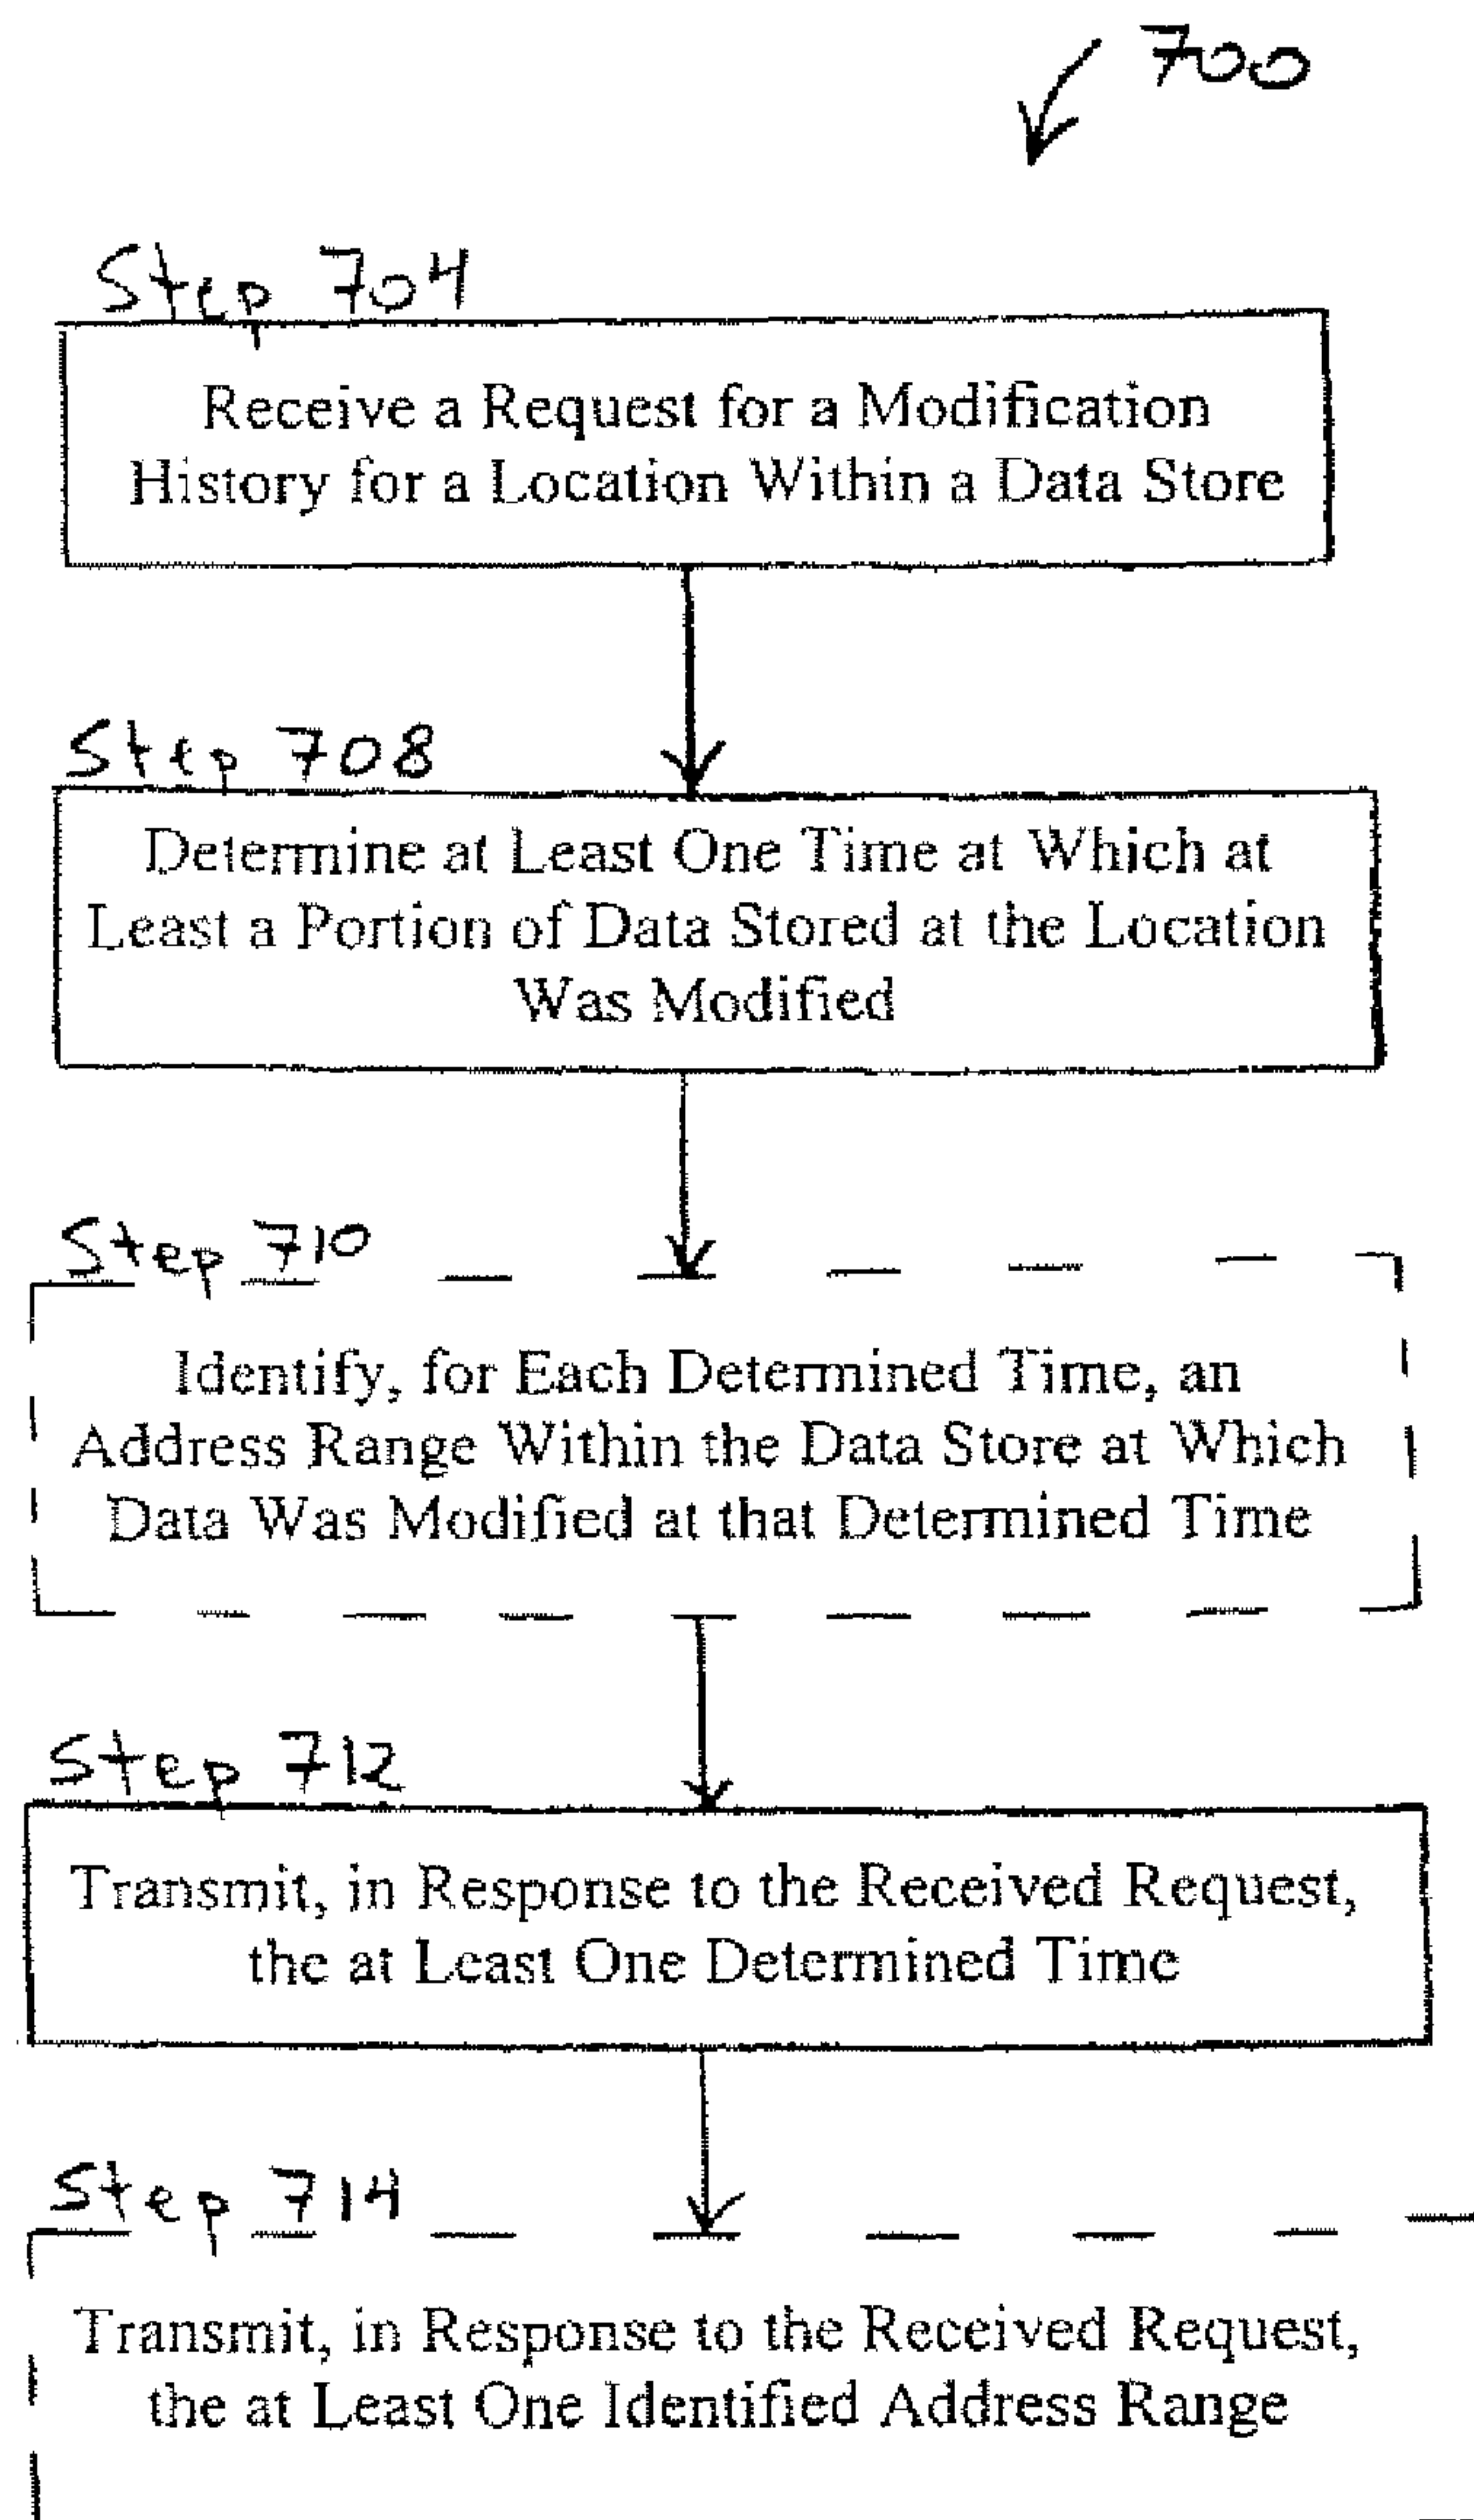 700
Step 704
Receive a Request for a Modification
History for a Location Within a Data Store
Step 708
Determine at Least One Time at Which at
Least a Portion of Data Stored at the Location
Was Modified
Step 710
Identify, for Each Determined Time, an
Address Range Within the Data Store at Which
Data Was Modified at that Determined Time
Step 712
Transmit, in Response to the Received Request,
the at Least One Determined Time
Step 714
Transmit, in Response to the Received Request,
the at Least One Identified Address Range